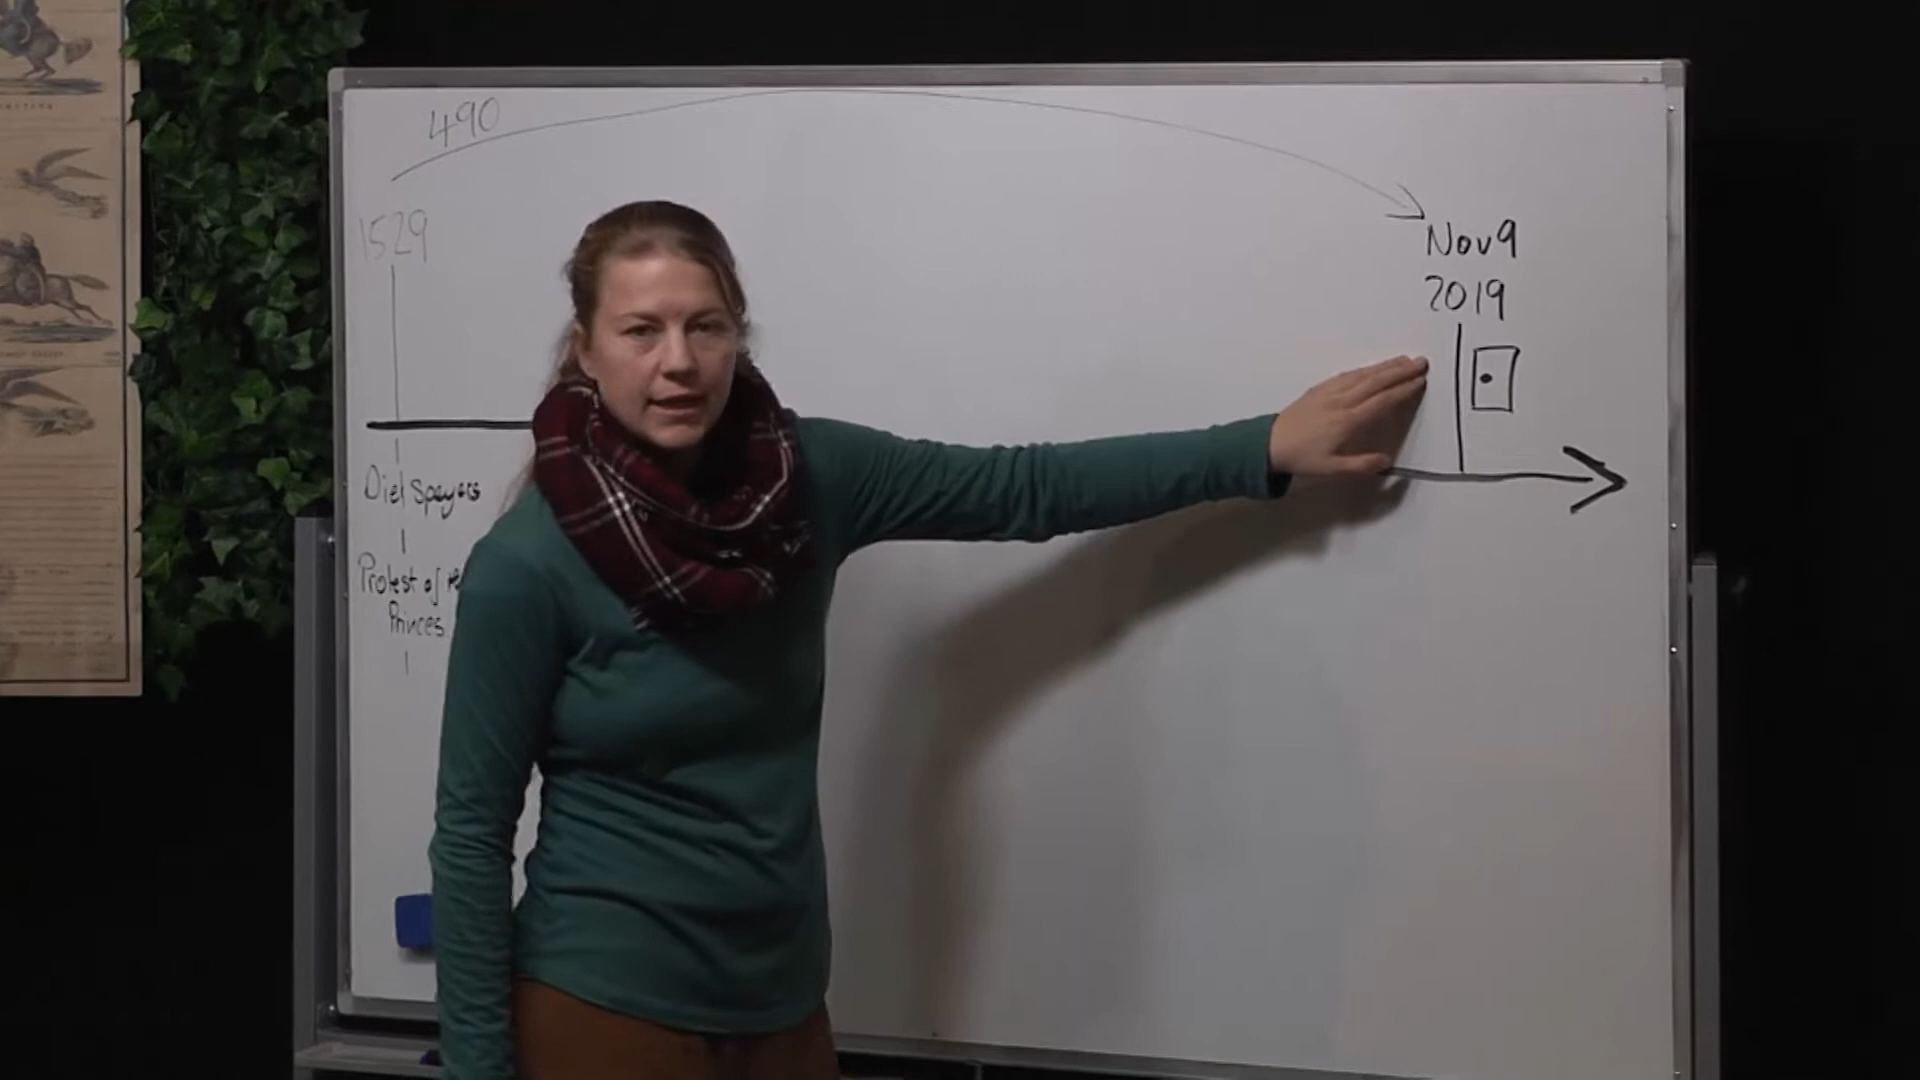 490
1529
Nov 9
2019
Diet Speyers
Protest of
Princes.